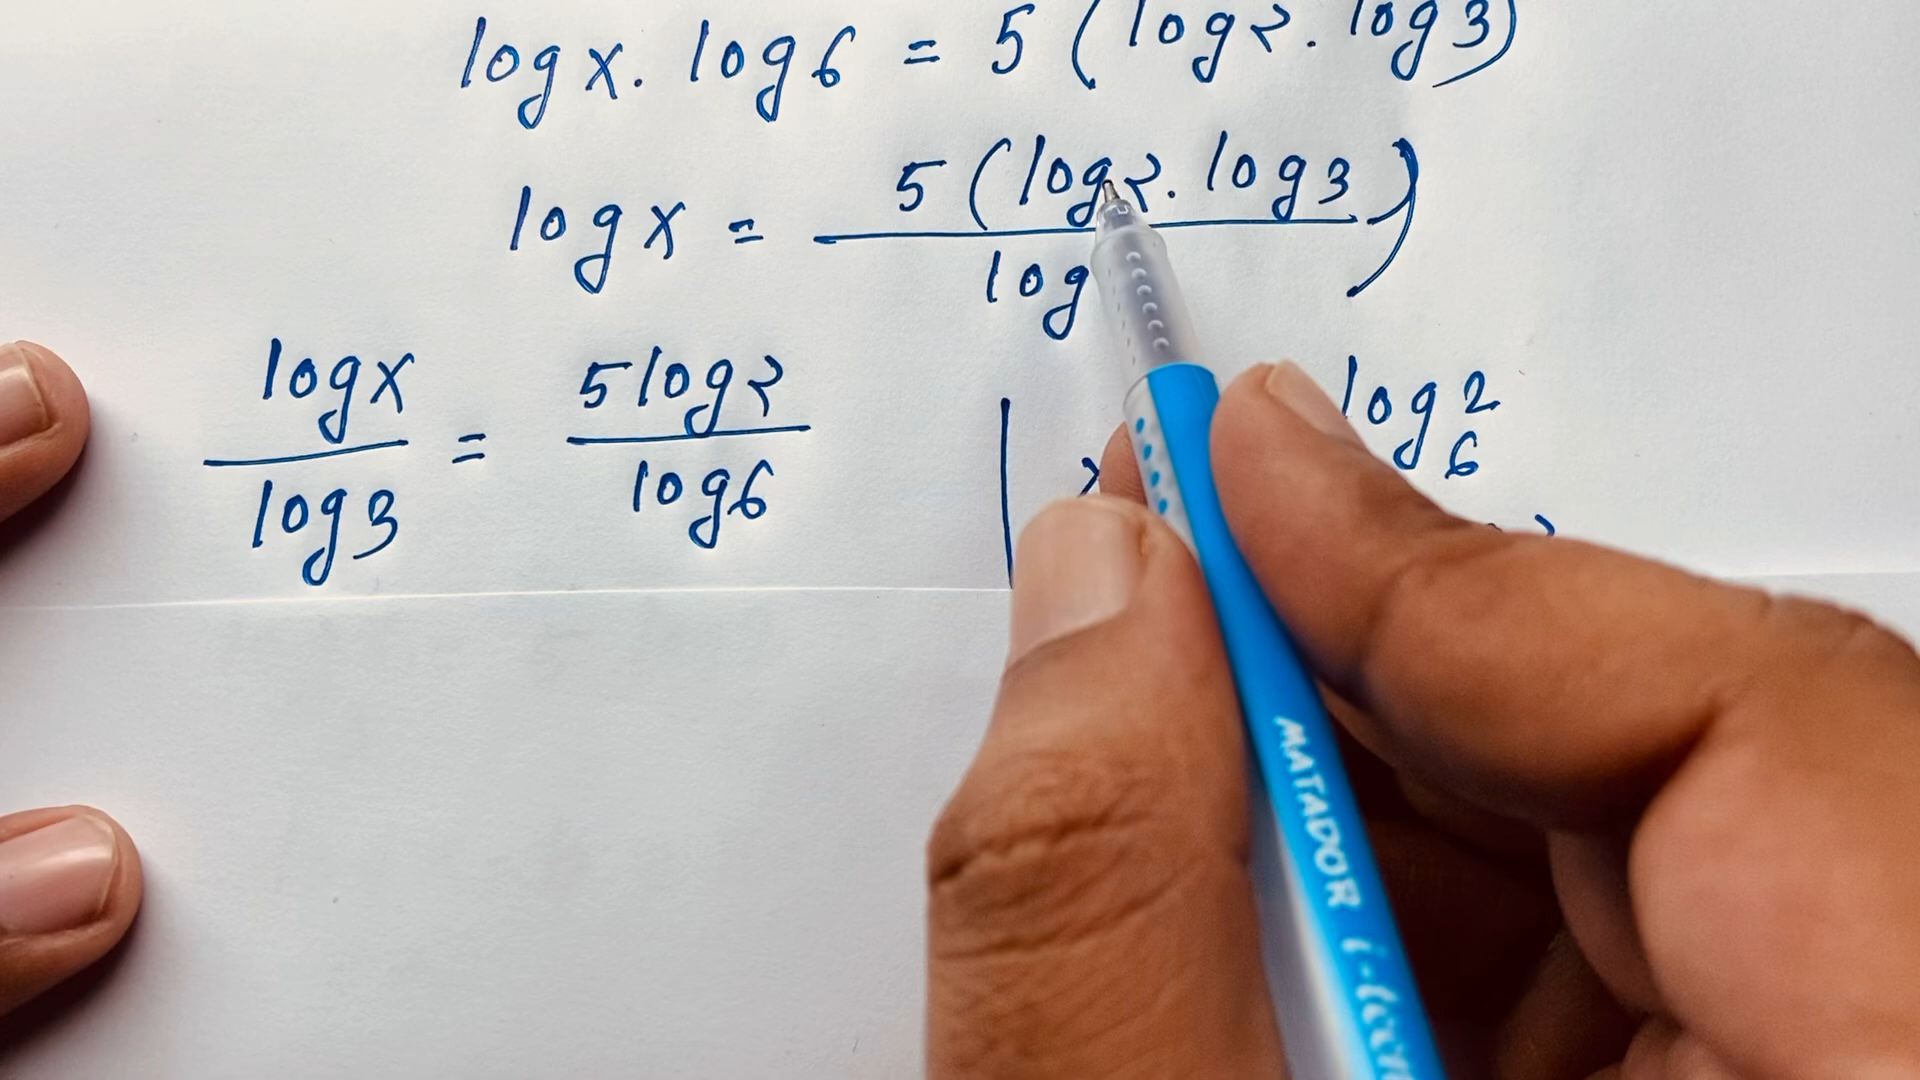 log x . log 6 = 5 (log 2 . log 3)
log x = 5 (log 2 . log 3) / log
log x / log 3 = 5 log 2 / log 6
log 2 6
MATADOR i-teen